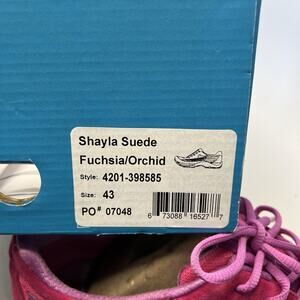 Shayla Suede
Fuchsia/Orchid
Style: 4201-398585
Size: 43
PO# 07048
6 73088 16527 7